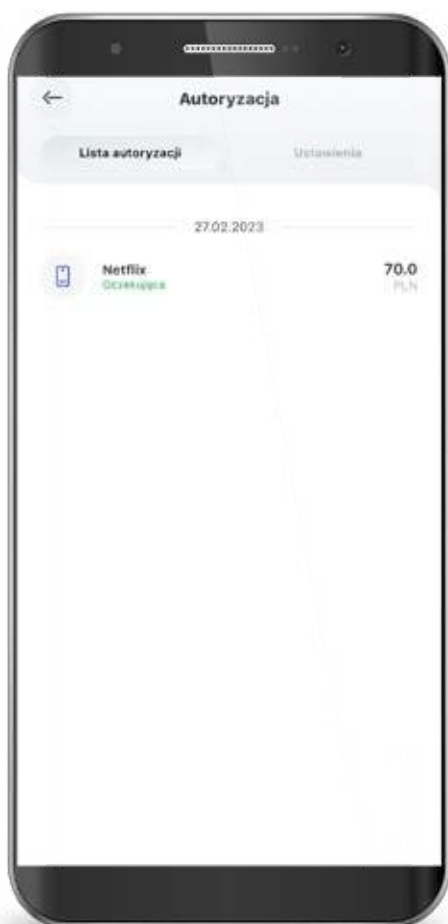 Autoryzacja
Lista autoryzacji
Ustawienia
27.02.2023
Netflix
70.0
Oczekująca
PLN